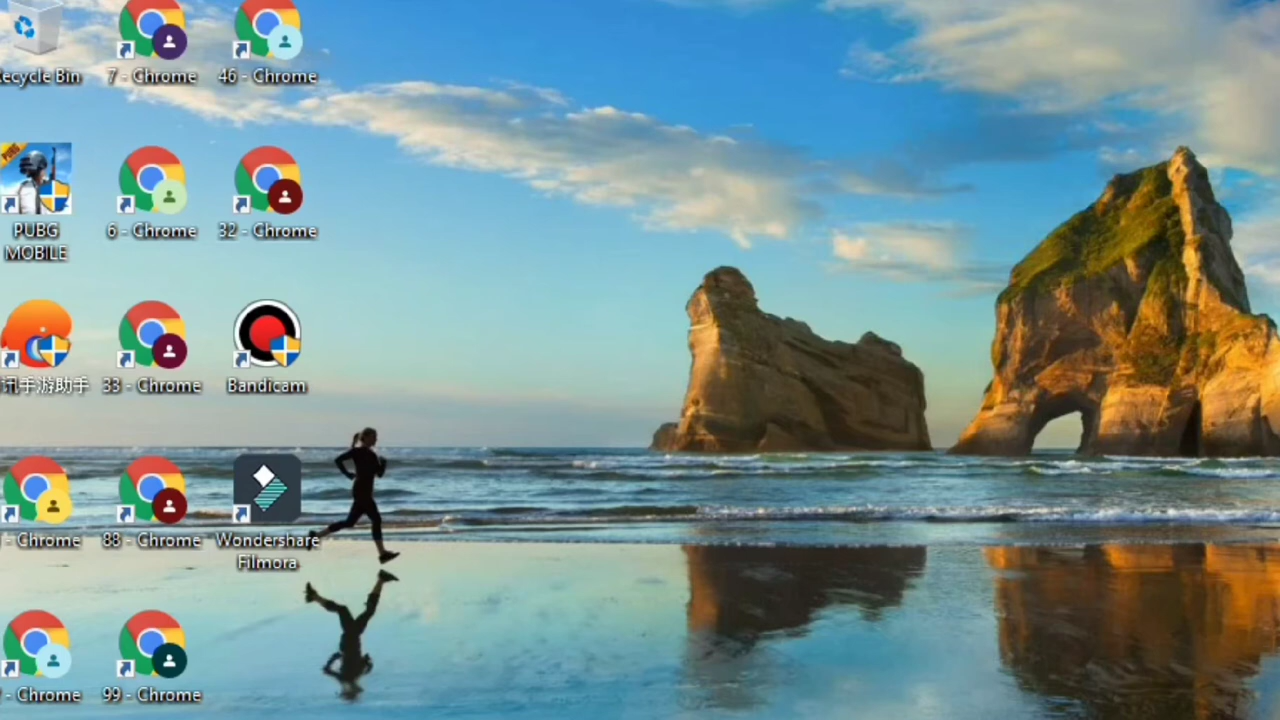 Recycle Bin
7 - Chrome
46 - Chrome
PUBG
PUBG
MOBILE
6 - Chrome
32 - Chrome
讯手游助手
33 - Chrome
Bandicam
- Chrome
88 - Chrome
Wondershare
Filmora
- Chrome
99 - Chrome